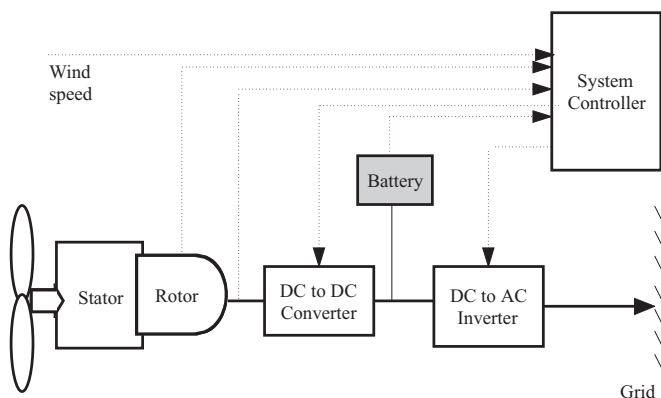 Wind
speed
System
Controller
Battery
Stator
Rotor
DC to DC
Converter
DC to AC
Inverter
Grid